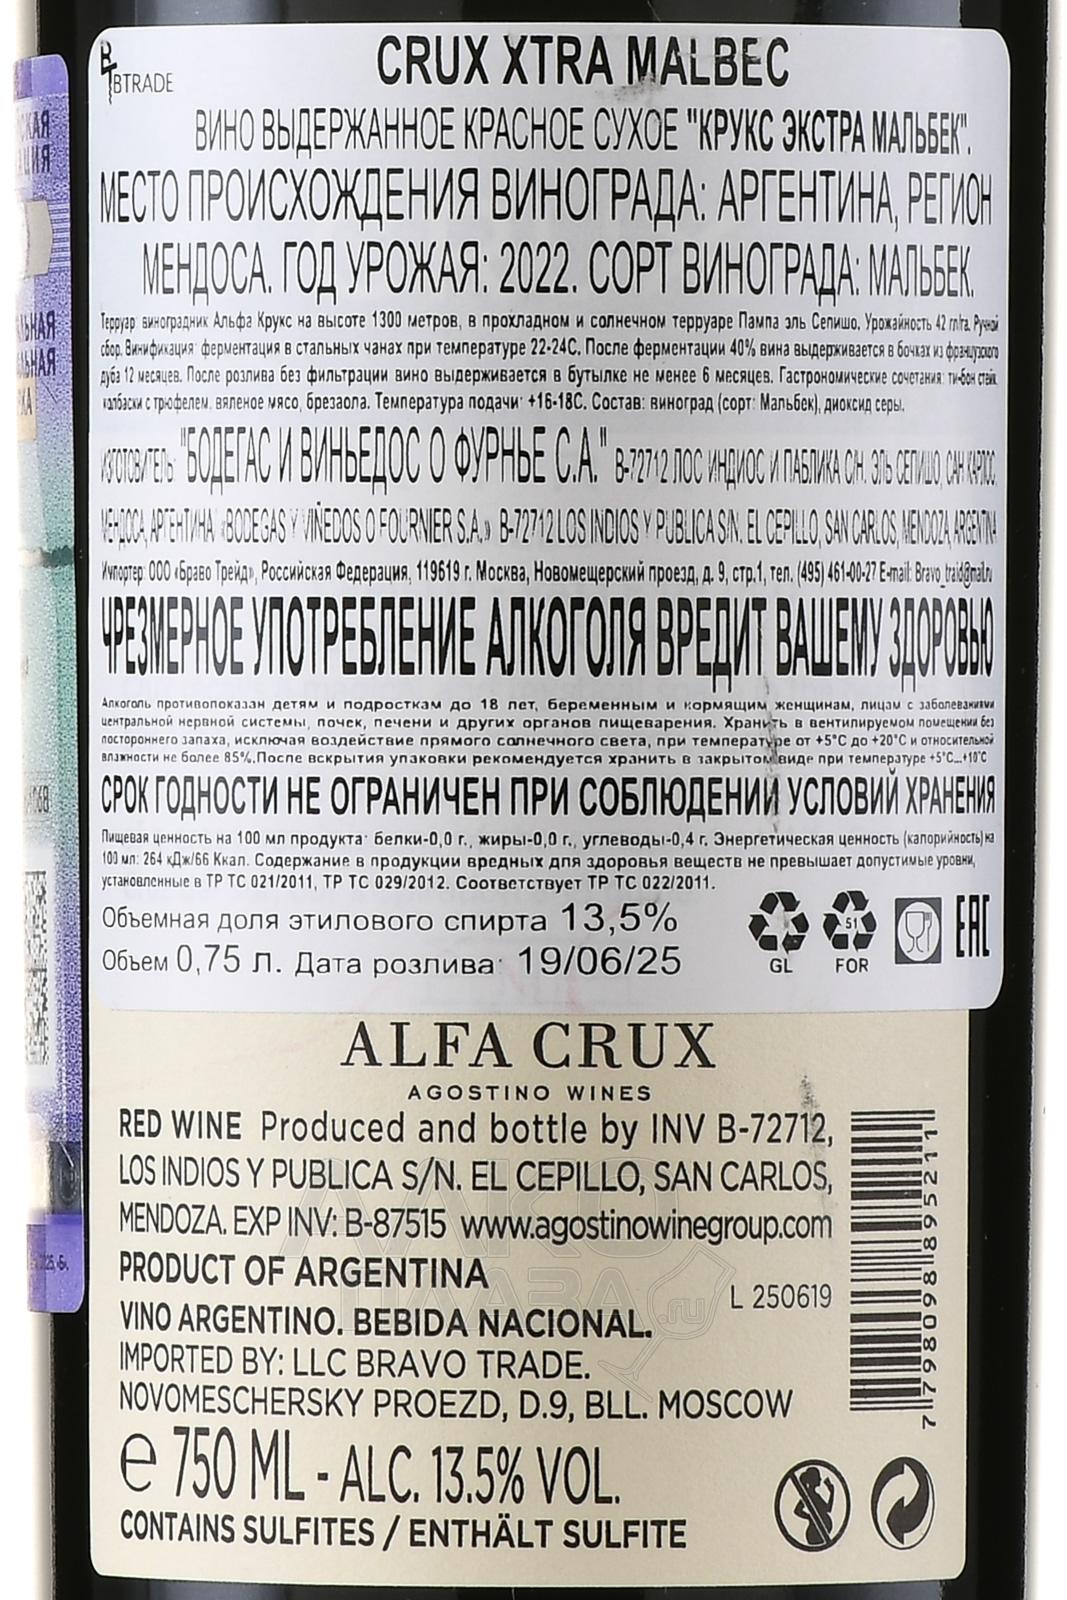 BTRADE
CRUX XTRA MALBEC
ВИНО ВЫДЕРЖАННОЕ КРАСНОЕ СУХОЕ "КРУКС ЭКСТРА МАЛЬБЕК".
МЕСТО ПРОИСХОЖДЕНИЯ ВИНОГРАДА: АРГЕНТИНА, РЕГИОН
МЕНДОСА. ГОД УРОЖАЯ: 2022. СОРТ ВИНОГРАДА: МАЛЬБЕК.
Терруар: виноградник Альфа Крукс на высоте 1300 метров, в прохладном и солнечном терруаре Пампа эль Сепишо. Урожайность 42 гл/га. Ручной
сбор. Винификация: ферментация в стальных чанах при температуре 22-24С. После ферментации 40% вина выдерживается в бочках из французского
дуба 12 месяцев. После розлива без фильтрации вино выдерживается в бутылке не менее 6 месяцев. Гастрономические сочетания: ти-бон стейк,
колбаски с трюфелем, вяленое мясо, брезаола. Температура подачи: +16-18С. Состав: виноград (сорт: Мальбек), диоксид серы.
ИЗГОТОВИТЕЛЬ: "БОДЕГАС И ВИНЬЕДОС О ФУРНЬЕ С.А." В-72712 ЛОС ИНДИОС И ПАБЛИКА С/Н. ЭЛЬ СЕПИШО, САН КАРЛОС,
МЕНДОСА, АРГЕНТИНА. «BODEGAS Y VIÑEDOS O FOURNIER S.A.» B-72712 LOS INDIOS Y PUBLICA S/N. EL CEPILLO, SAN CARLOS, MENDOZA, ARGENTINA
Импортер: ООО «Браво Трейд», Российская Федерация, 119619 г. Москва, Новомещерский проезд, д. 9, стр.1, тел. (495) 461-00-27 E-mail: Bravo_traid@mail.ru
ЧРЕЗМЕРНОЕ УПОТРЕБЛЕНИЕ АЛКОГОЛЯ ВРЕДИТ ВАШЕМУ ЗДОРОВЬЮ
Алкоголь противопоказан детям и подросткам до 18 лет, беременным и кормящим женщинам, лицам с заболеваниями
центральной нервной системы, почек, печени и других органов пищеварения. Хранить в вентилируемом помещении без
постороннего запаха, исключая воздействие прямого солнечного света, при температуре от +5°C до +20°C и относительной
влажности не более 85%.После вскрытия упаковки рекомендуется хранить в закрытом виде при температуре +5°C...+10°C
СРОК ГОДНОСТИ НЕ ОГРАНИЧЕН ПРИ СОБЛЮДЕНИИ УСЛОВИЙ ХРАНЕНИЯ
Пищевая ценность на 100 мл продукта: белки-0,0 г., жиры-0,0 г., углеводы-0,4 г. Энергетическая ценность (калорийность) на
100 мл: 264 кДж/66 Ккал. Содержание в продукции вредных для здоровья веществ не превышает допустимые уровни,
установленные в ТР ТС 021/2011, ТР ТС 029/2012. Соответствует ТР ТС 022/2011.
Объемная доля этилового спирта 13,5%
Объем 0,75 л. Дата розлива: 19/06/25
GL
51
FOR
EAC
ALFA CRUX
AGOSTINO WINES
RED WINE Produced and bottle by INV B-72712,
LOS INDIOS Y PUBLICA S/N. EL CEPILLO, SAN CARLOS,
MENDOZA. EXP INV: B-87515 www.agostinowinegroup.com
PRODUCT OF ARGENTINA
L 250619
VINO ARGENTINO. BEBIDA NACIONAL.
IMPORTED BY: LLC BRAVO TRADE.
NOVOMESCHERSKY PROEZD, D.9, BLL. MOSCOW
e 750 ML - ALC. 13.5% VOL.
CONTAINS SULFITES / ENTHÄLT SULFITE
7 798098 895211
АЛКО
ПЛАЗА.ru